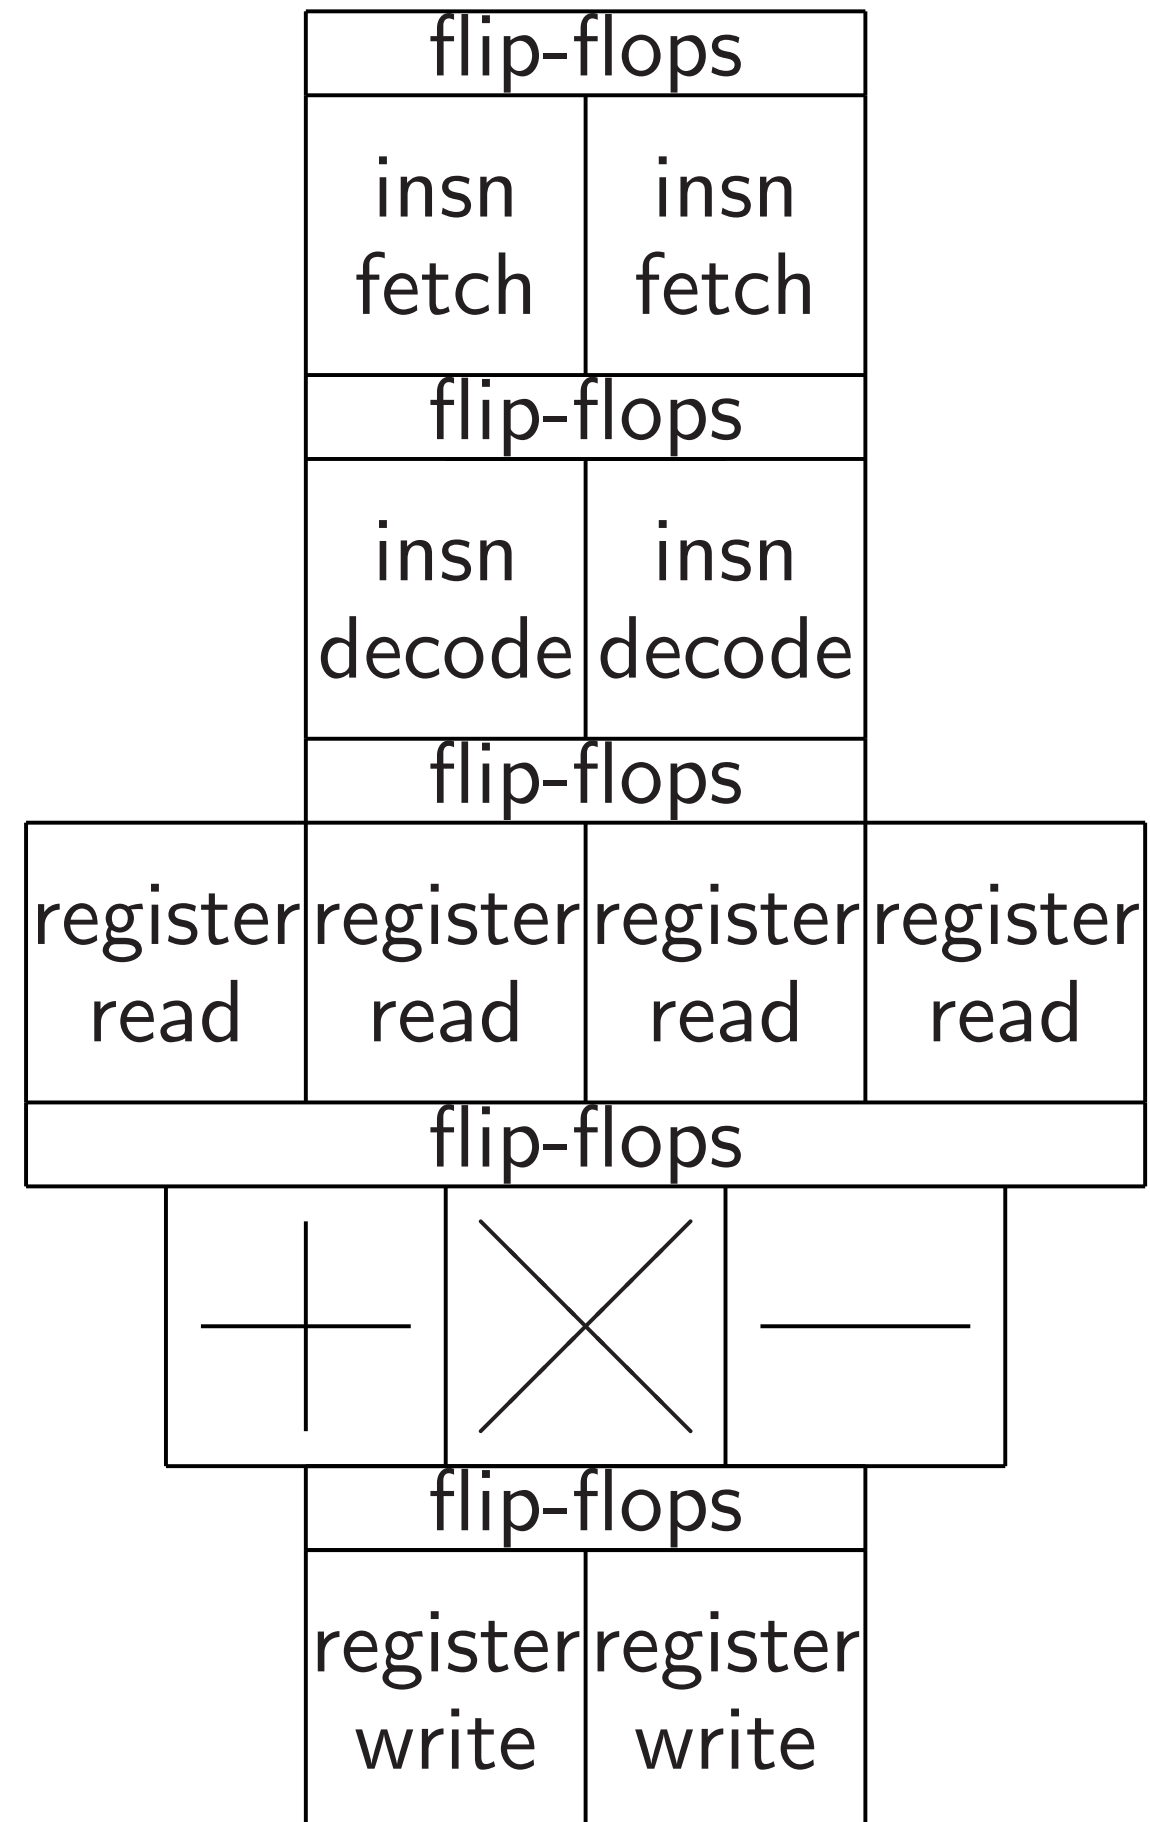 flip-flops
insn insn
fetch fetch
flip-flops
insn insn
decode decode
flip-flops
register register register register
read read read read
flip-flops
flip-flops
register register
write write